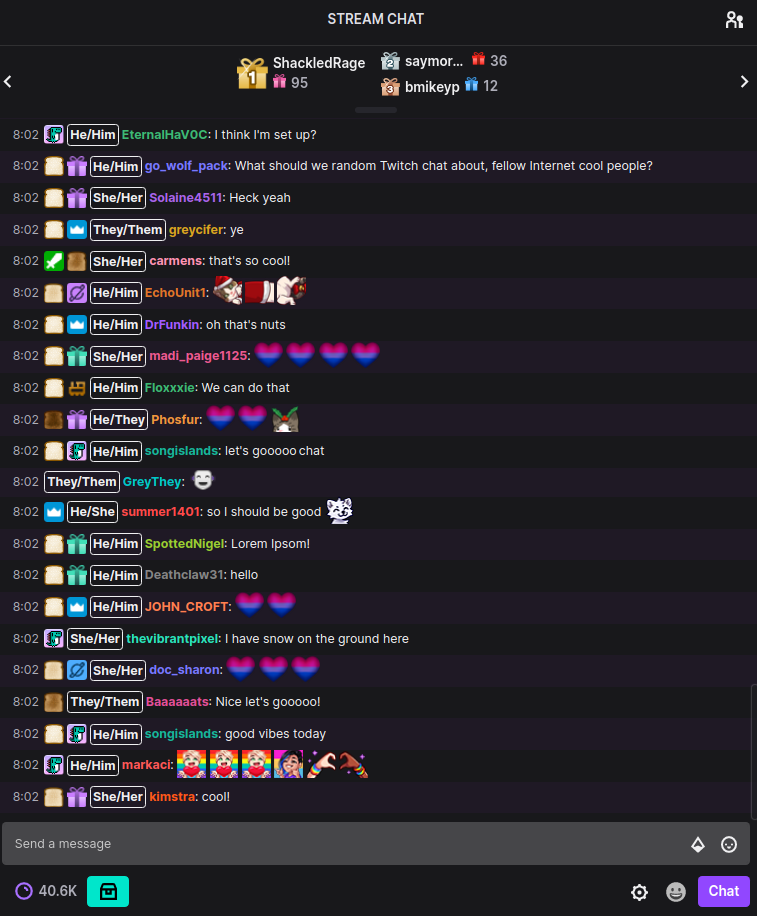 STREAM CHAT
1 ShackledRage
95
2 saymor... 36
3 bmikeyp 12
8:02 He/Him EternalHaV0C: I think I'm set up?
8:02 He/Him go_wolf_pack: What should we random Twitch chat about, fellow Internet cool people?
8:02 She/Her Solaine4511: Heck yeah
8:02 They/Them greycifer: ye
8:02 She/Her carmens: that's so cool!
8:02 He/Him EchoUnit1:
8:02 He/Him DrFunkin: oh that's nuts
8:02 She/Her madi_paige1125:
8:02 He/Him Floxxxie: We can do that
8:02 He/They Phosfur:
8:02 He/Him songislands: let's gooooo chat
8:02 They/Them GreyThey:
8:02 He/She summer1401: so I should be good
8:02 He/Him SpottedNigel: Lorem Ipsom!
8:02 He/Him Deathclaw31: hello
8:02 He/Him JOHN_CROFT:
8:02 She/Her thevibrantpixel: I have snow on the ground here
8:02 She/Her doc_sharon:
8:02 They/Them Baaaaaats: Nice let's gooooo!
8:02 He/Him songislands: good vibes today
8:02 He/Him markaci:
8:02 She/Her kimstra: cool!
Send a message
40.6K
Chat